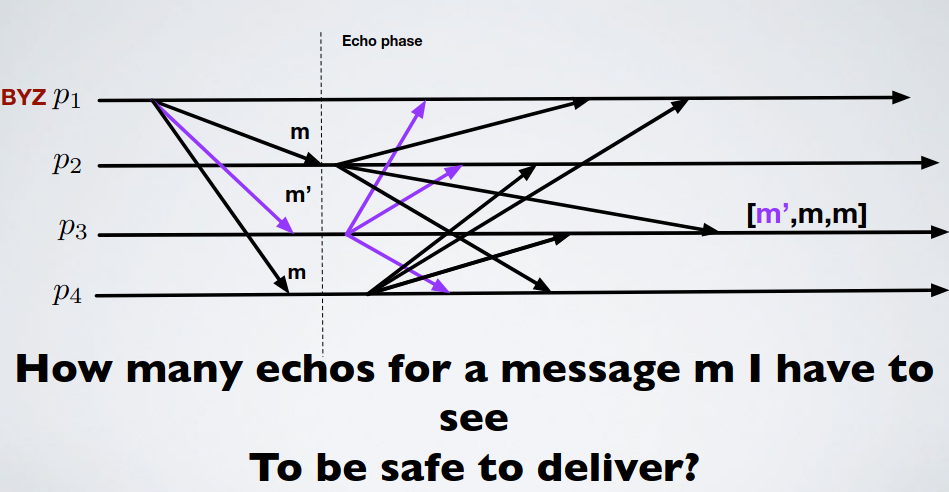 Echo phase
BYZ p1
m
p2
m’
p3
[m’,m,m]
m
p4
How many echos for a message m I have to
see
To be safe to deliver?